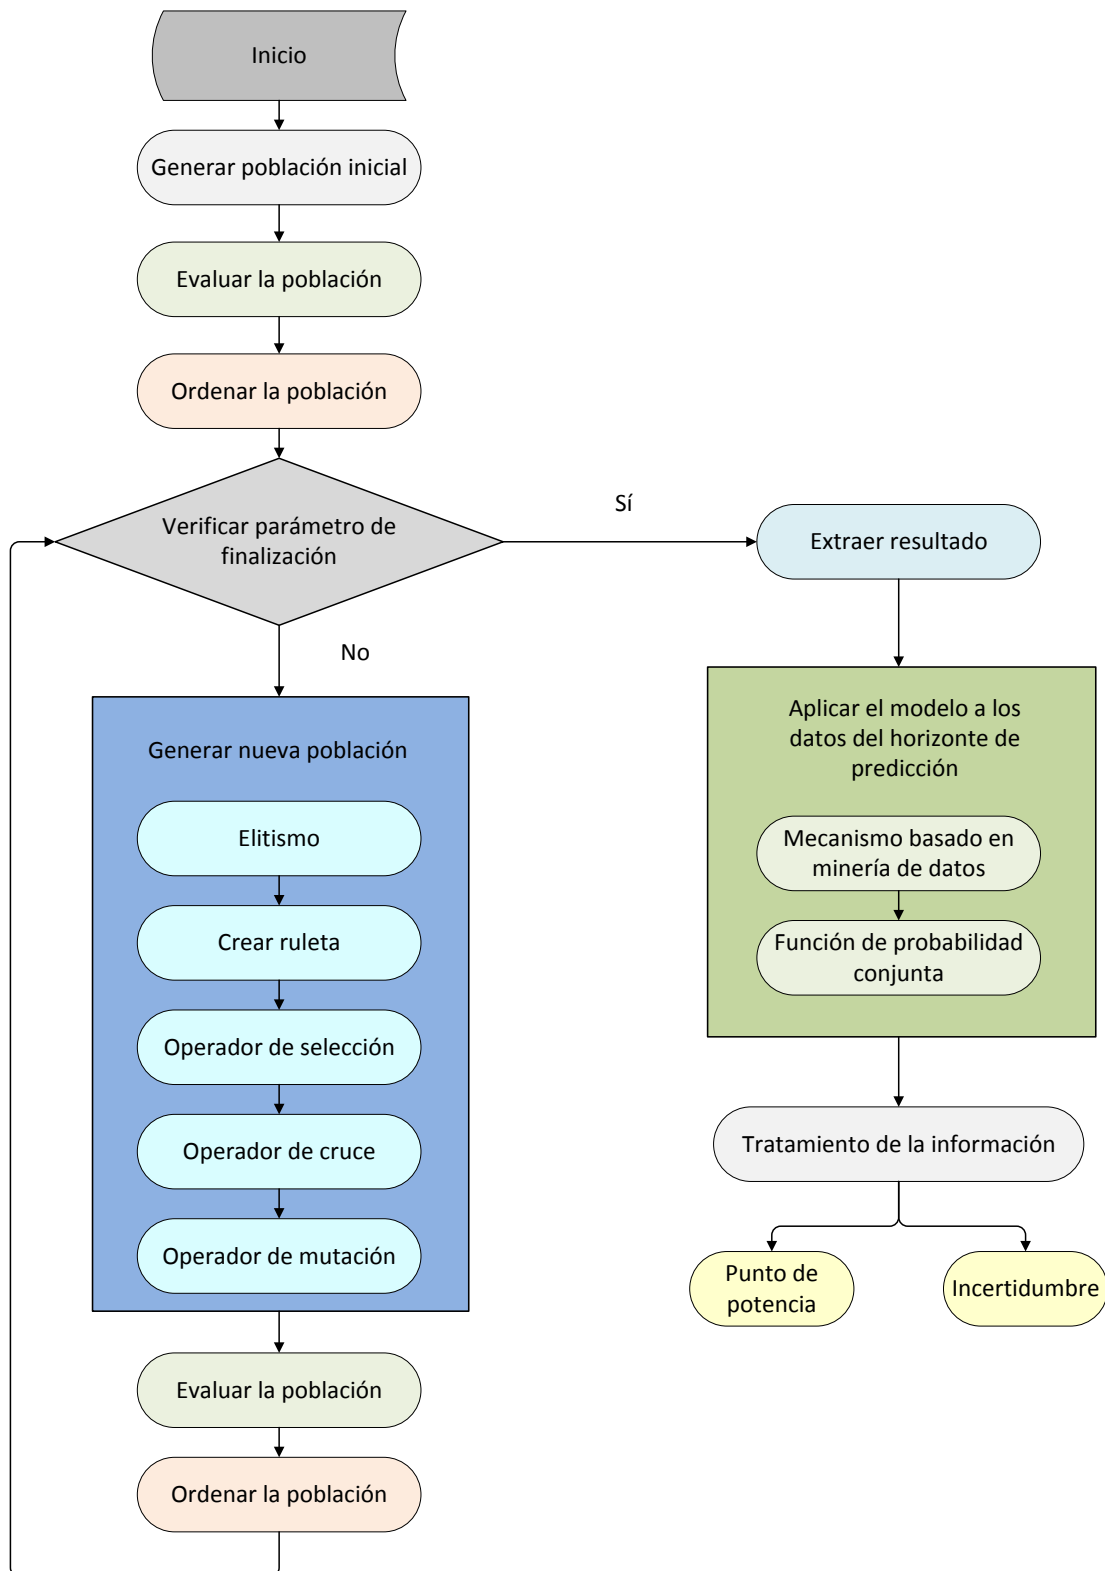 Inicio
Generar población inicial
Evaluar la población
Ordenar la población
Verificar parámetro de
finalización
Sí
No
Generar nueva población
Elitismo
Crear ruleta
Operador de selección
Operador de cruce
Operador de mutación
Evaluar la población
Ordenar la población
Extraer resultado
Aplicar el modelo a los
datos del horizonte de
predicción
Mecanismo basado en
minería de datos
Función de probabilidad
conjunta
Tratamiento de la información
Punto de
potencia
Incertidumbre